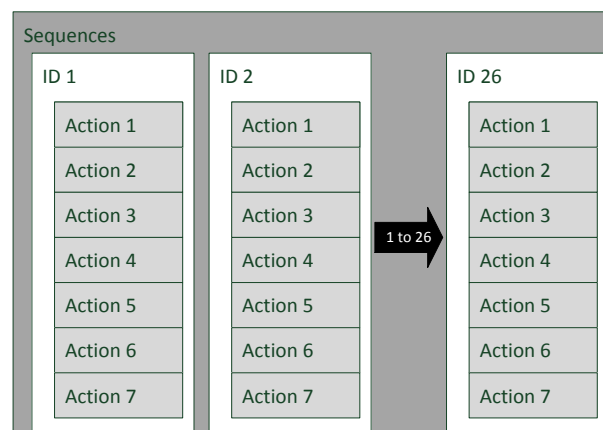 Sequences
ID 1
Action 1
Action 2
Action 3
Action 4
Action 5
Action 6
Action 7
ID 2
Action 1
Action 2
Action 3
Action 4
Action 5
Action 6
Action 7
1 to 26
ID 26
Action 1
Action 2
Action 3
Action 4
Action 5
Action 6
Action 7